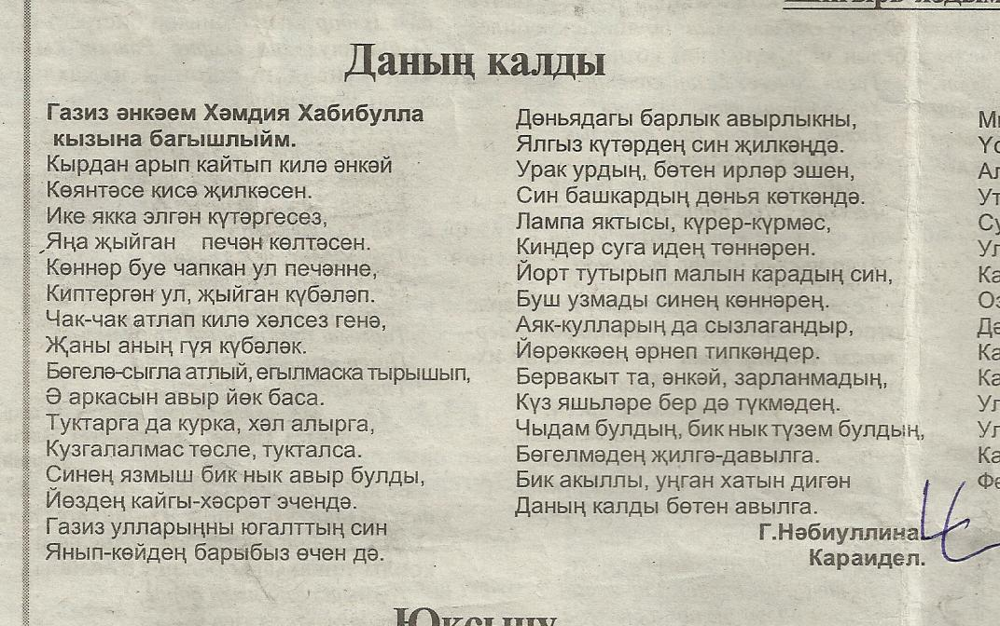 Даның калды
Газиз әнкәем Хәмдия Хабибулла
кызына багышлыйм.
Кырдан арып кайтып килә әнкәй
Көянтәсе кисә җилкәсен.
Ике якка элгән күтәргесез,
Яңа җыйган печән көлтәсен.
Көннәр буе чапкан ул печәнне,
Киптергән ул, җыйган күбәләп.
Чак-чак атлап килә хәлсез генә,
Җаны аның гүя күбәләк.
Бөгелә-сыгла атлый, егылмаска тырышып,
Ә аркасын авыр йөк баса.
Туктарга да курка, хәл алырга,
Кузгалалмас төсле, туктал​са.
Синең язмыш бик нык авыр булды,
Йөздең кайгы-хәсрәт эчендә.
Газиз улларыңны югалттың син
Янып-көйдең барыбыз өчен дә.
Дөньядагы барлык авырлыкны,
Ялгыз күтәрдең син җилкәңдә.
Урак урдың, бөтен ирләр эшен,
Син башкардың дөнья көткәндә.
Лампа яктысы, күрер-күрмәс,
Киндер суга идең төннәрен.
Йорт тутырып малын карадың син,
Буш узмады синең көннәрең.
Аяк-кулларың да сызлагандыр,
Йөрәккәең әрнеп типкәндер.
Бервакыт та, әнкәй, зарланмадың,
Күз яшьләре бер дә түкмәдең.
Чыдам булдың, бик нык түзем булдың,
Бөгелмәдең җилгә-давылга.
Бик акыллы, уңган хатын дигән
Даның калды бөтен авылга.
Г.Нәбиуллина.
Караидел.